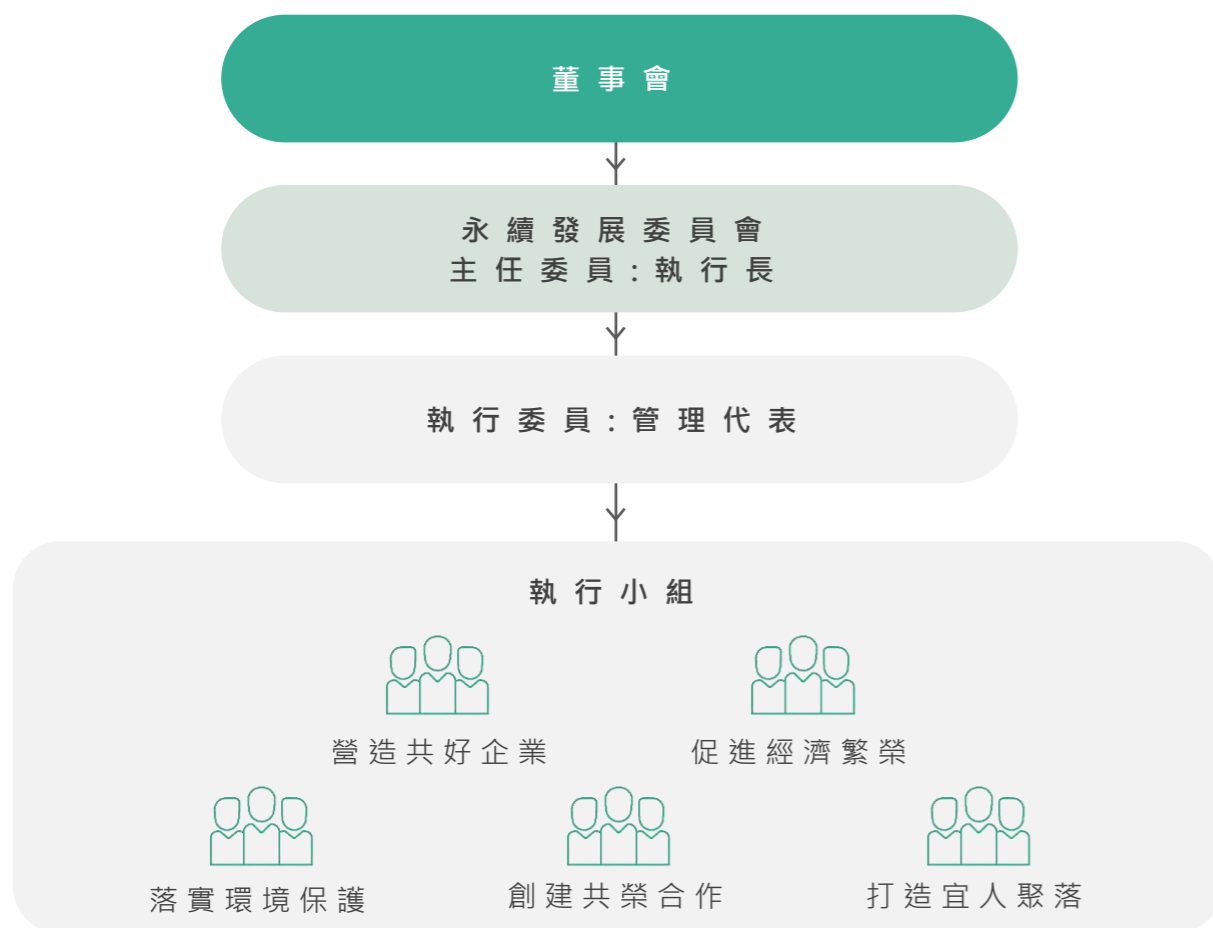 董事會
永續發展委員會
主任委員:執行長
執行委員:管理代表
執行小組
營造共好企業
促進經濟繁榮
落實環境保護
創建共榮合作
打造宜人聚落